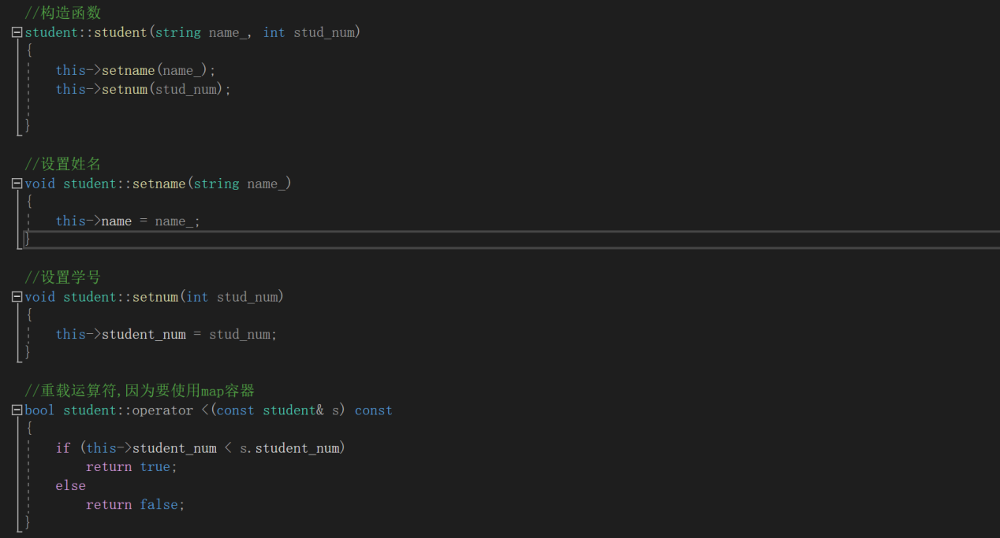 //构造函数
student::student(string name_, int stud_num)
{
this->setname(name_);
this->setnum(stud_num);
}
//设置姓名
void student::setname(string name_)
{
this->name = name_;
}
//设置学号
void student::setnum(int stud_num)
{
this->student_num = stud_num;
}
//重载运算符,因为要使用map容器
bool student::operator <(const student& s) const
{
if (this->student_num < s.student_num)
return true;
else
return false;
}